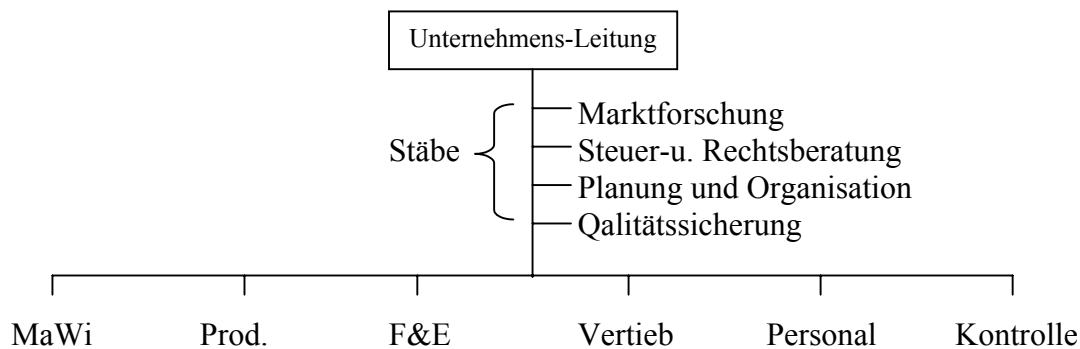 Unternehmens-Leitung
Marktforschung
Stäbe
Steuer-u. Rechtsberatung
Planung und Organisation
Qalitätssicherung
MaWi Prod. F&E Vertieb Personal Kontrolle